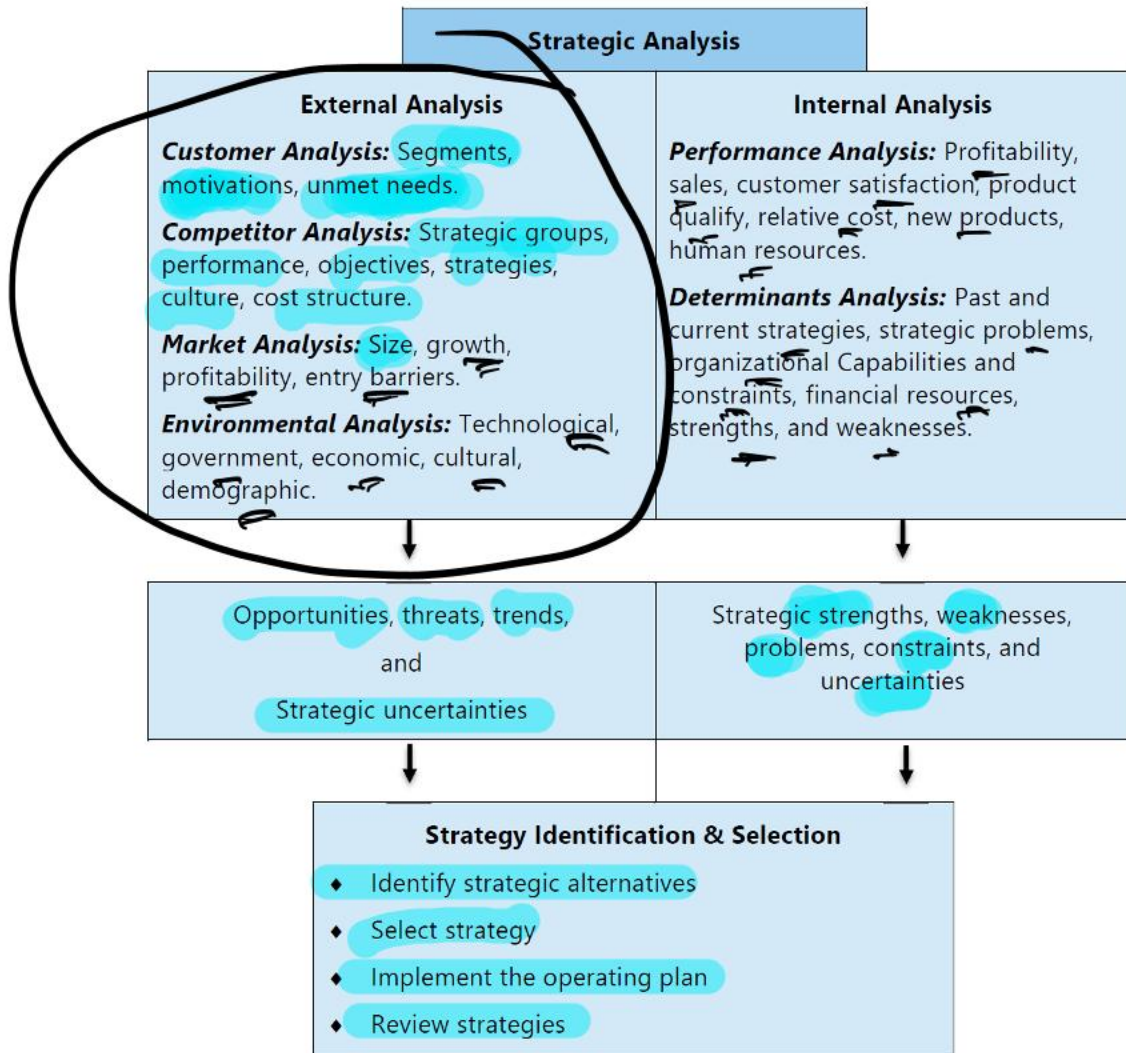 Strategic Analysis
External Analysis
Customer Analysis: Segments,
motivations, unmet needs.
Competitor Analysis: Strategic groups,
performance, objectives, strategies,
culture, cost structure.
Market Analysis: Size, growth,
profitability, entry barriers.
Environmental Analysis: Technological,
government, economic, cultural,
demographic.
Internal Analysis
Performance Analysis: Profitability,
sales, customer satisfaction, product
qualify, relative cost, new products,
human resources.
Determinants Analysis: Past and
current strategies, strategic problems,
organizational Capabilities and
constraints, financial resources,
strengths, and weaknesses.
Opportunities, threats, trends,
and
Strategic uncertainties
Strategic strengths, weaknesses,
problems, constraints, and
uncertainties
Strategy Identification & Selection
♦ Identify strategic alternatives
♦ Select strategy
♦ Implement the operating plan
♦ Review strategies